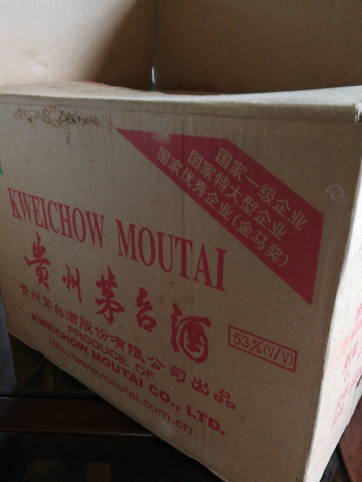 国家一级企业
国家特大型企业
国家优秀企业(金马奖)
KWEICHOW MOUTAI
貴州茅台酒
53%(V/V)
贵州茅台酒股份有限公司出品
PRODUCE OF
KWEICHOW MOUTAI CO., LTD.
http://www.moutai.com.cn